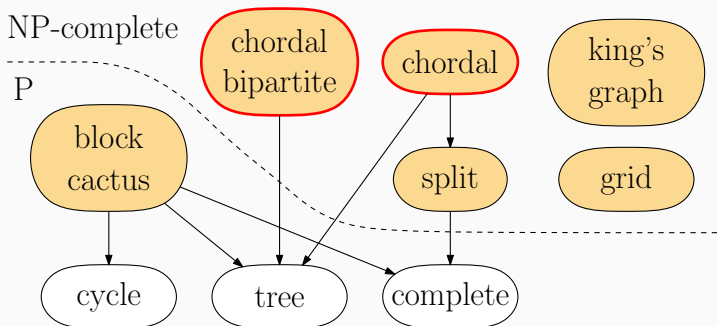 NP-complete
P
chordal
bipartite
chordal
king's
graph
block
cactus
split
grid
cycle
tree
complete